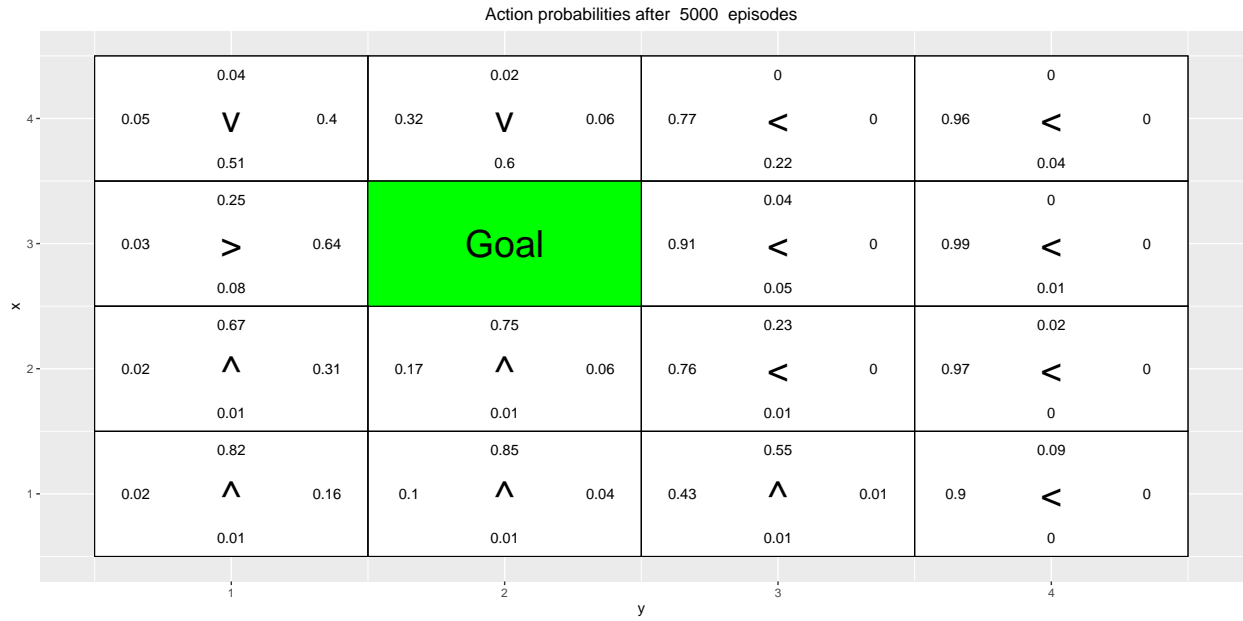 Action probabilities after 5000 episodes
0.04 0.02 0 0
4 0.05 V 0.4 0.32 V 0.06 0.77 < 0 0.96 < 0
0.51 0.6 0.22 0.04
0.25 0.04 0
3 0.03 > 0.64 Goal 0.91 < 0 0.99 < 0
0.08 0.05 0.01
x
0.67 0.75 0.23 0.02
2 0.02 ^ 0.31 0.17 ^ 0.06 0.76 < 0 0.97 < 0
0.01 0.01 0.01 0
0.82 0.85 0.55 0.09
1 0.02 ^ 0.16 0.1 ^ 0.04 0.43 ^ 0.01 0.9 < 0
0.01 0.01 0.01 0
1 2 3 4
y